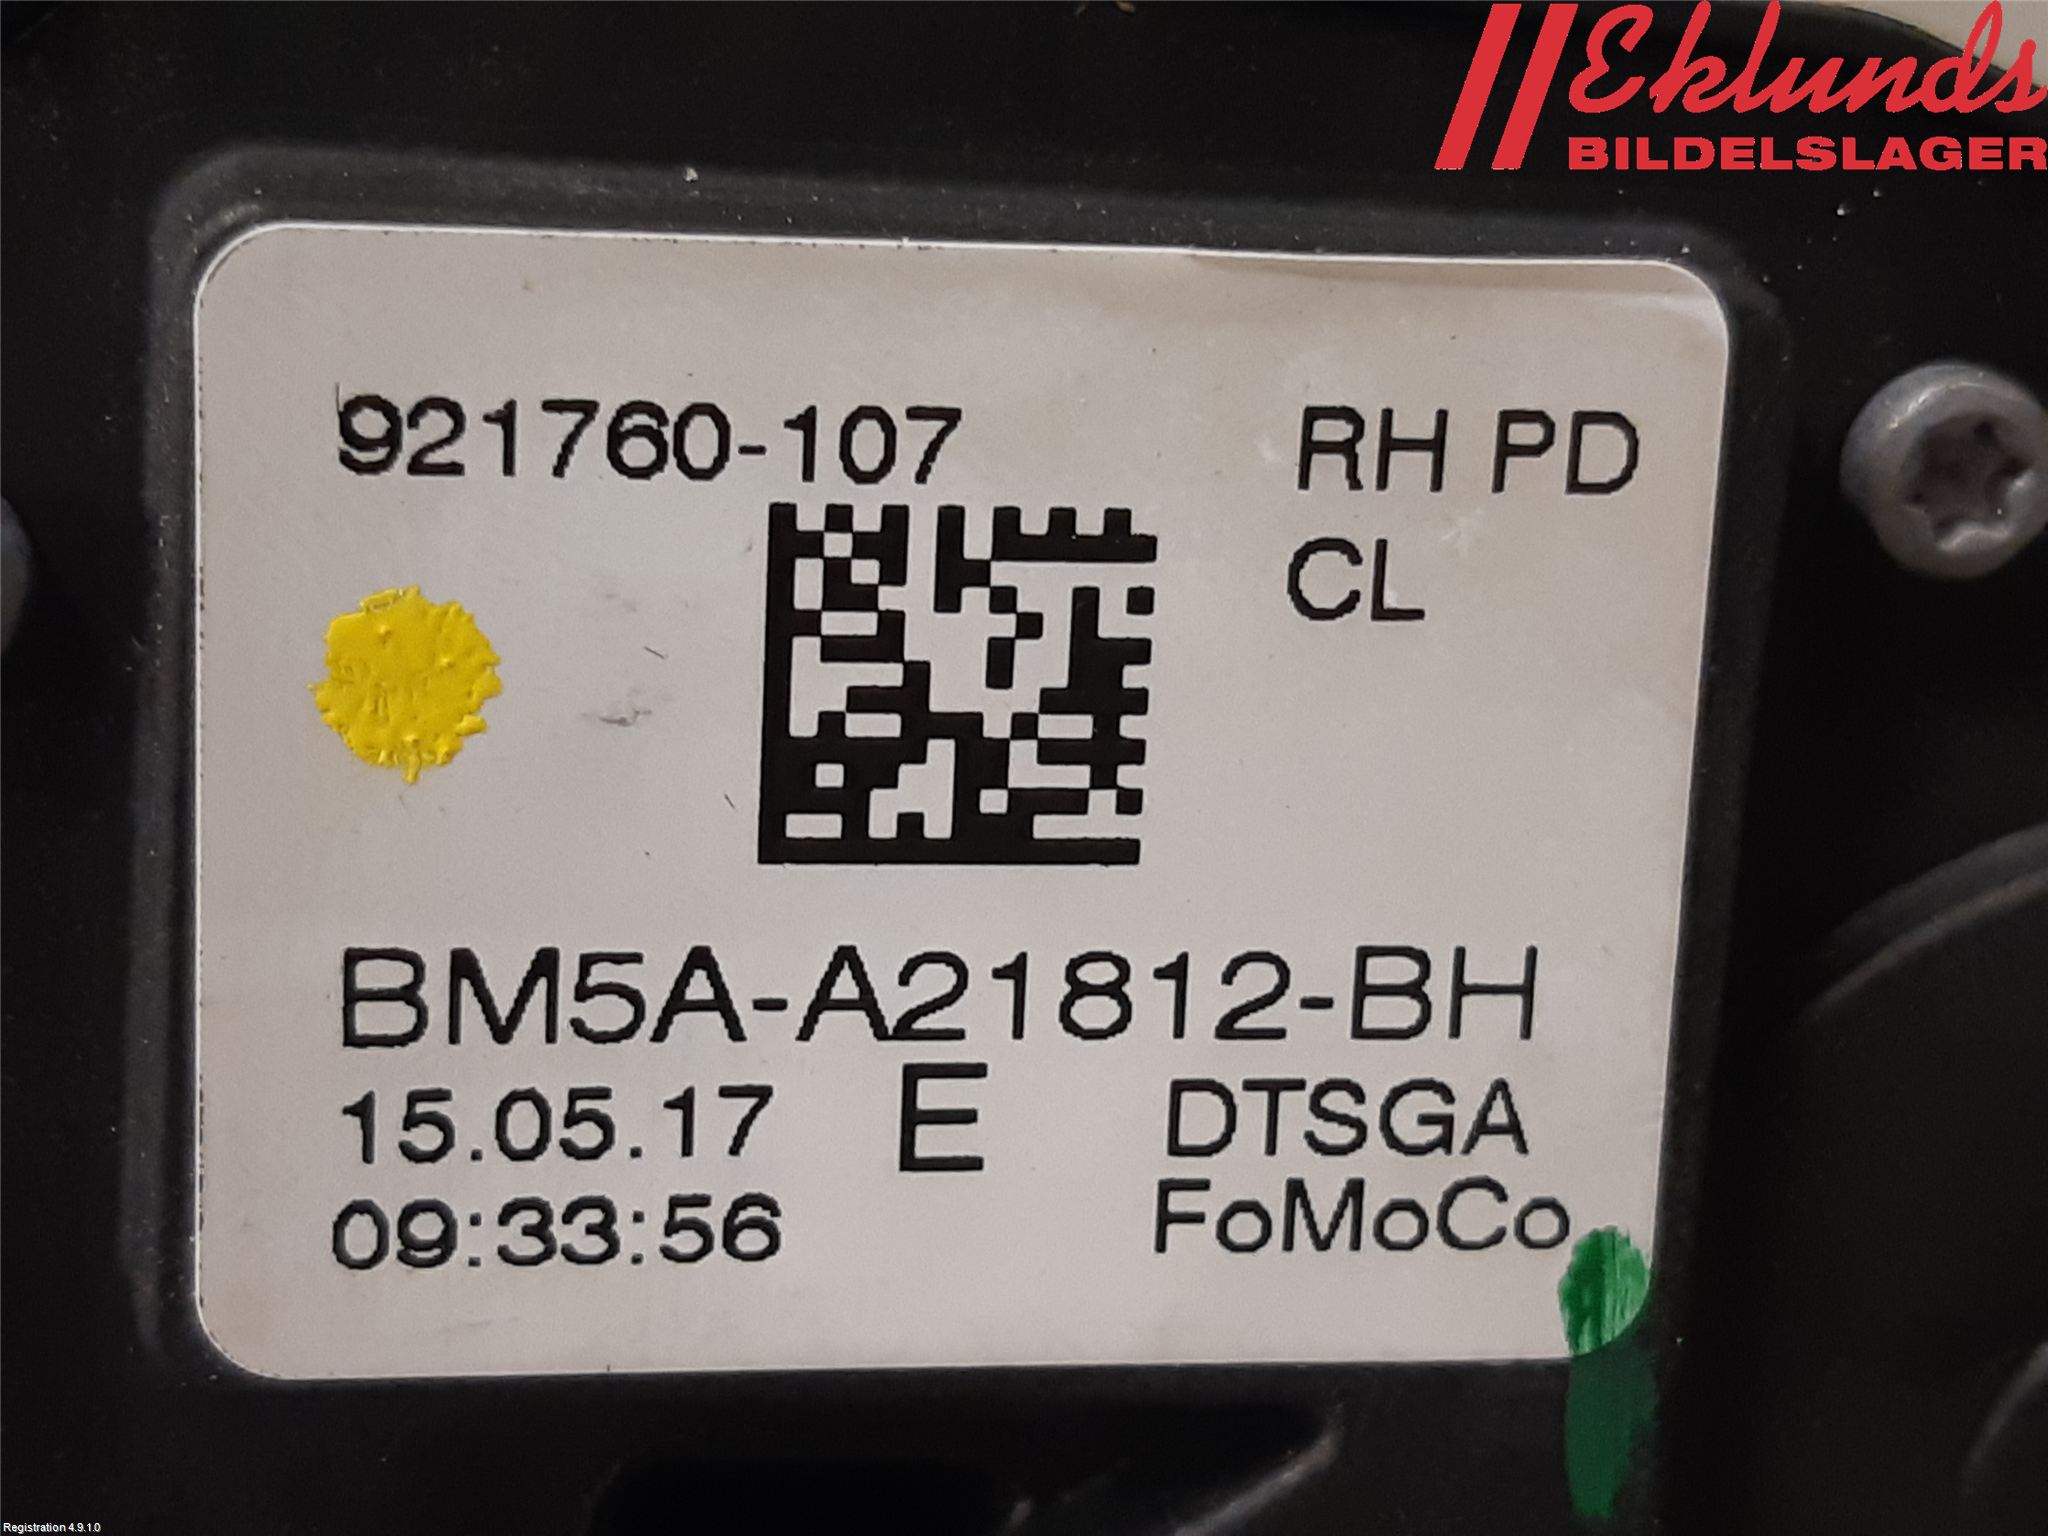 Eklunds
BILDELSLAGER
921760-107
RH PD
CL
BM5A-A21812-BH
15.05.17
E
DTSGA
09:33:56
FoMoCo
Registration 4.9.1.0